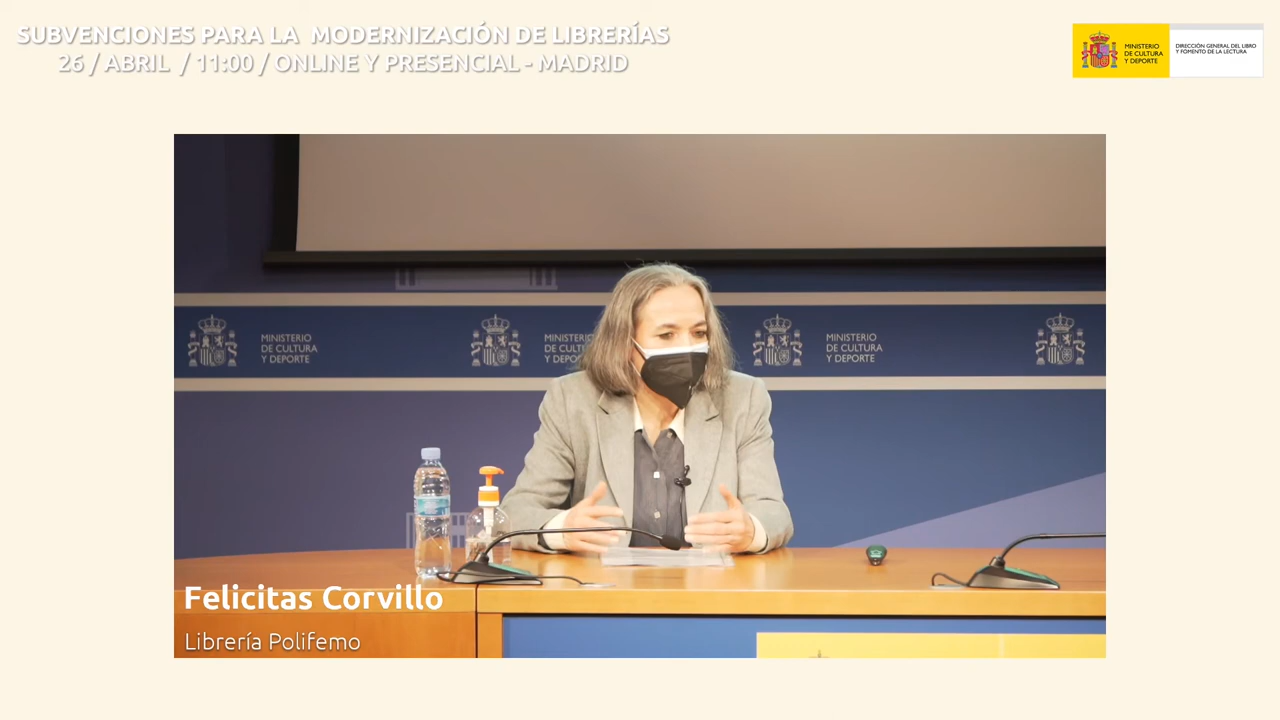 SUBVENCIONES PARA LA MODERNIZACIÓN DE LIBRERÍAS
26 / ABRIL / 11:00 / ONLINE Y PRESENCIAL - MADRID
MINISTERIO
DE CULTURA
Y DEPORTE
DIRECCIÓN GENERAL DEL LIBRO
Y FOMENTO DE LA LECTURA
MINISTERIO
DE CULTURA
Y DEPORTE
MINISTERIO
DE CULTURA
Y DEPORTE
MINISTERIO
DE CULTURA
Y DEPORTE
Felicitas Corvillo
Librería Polifemo